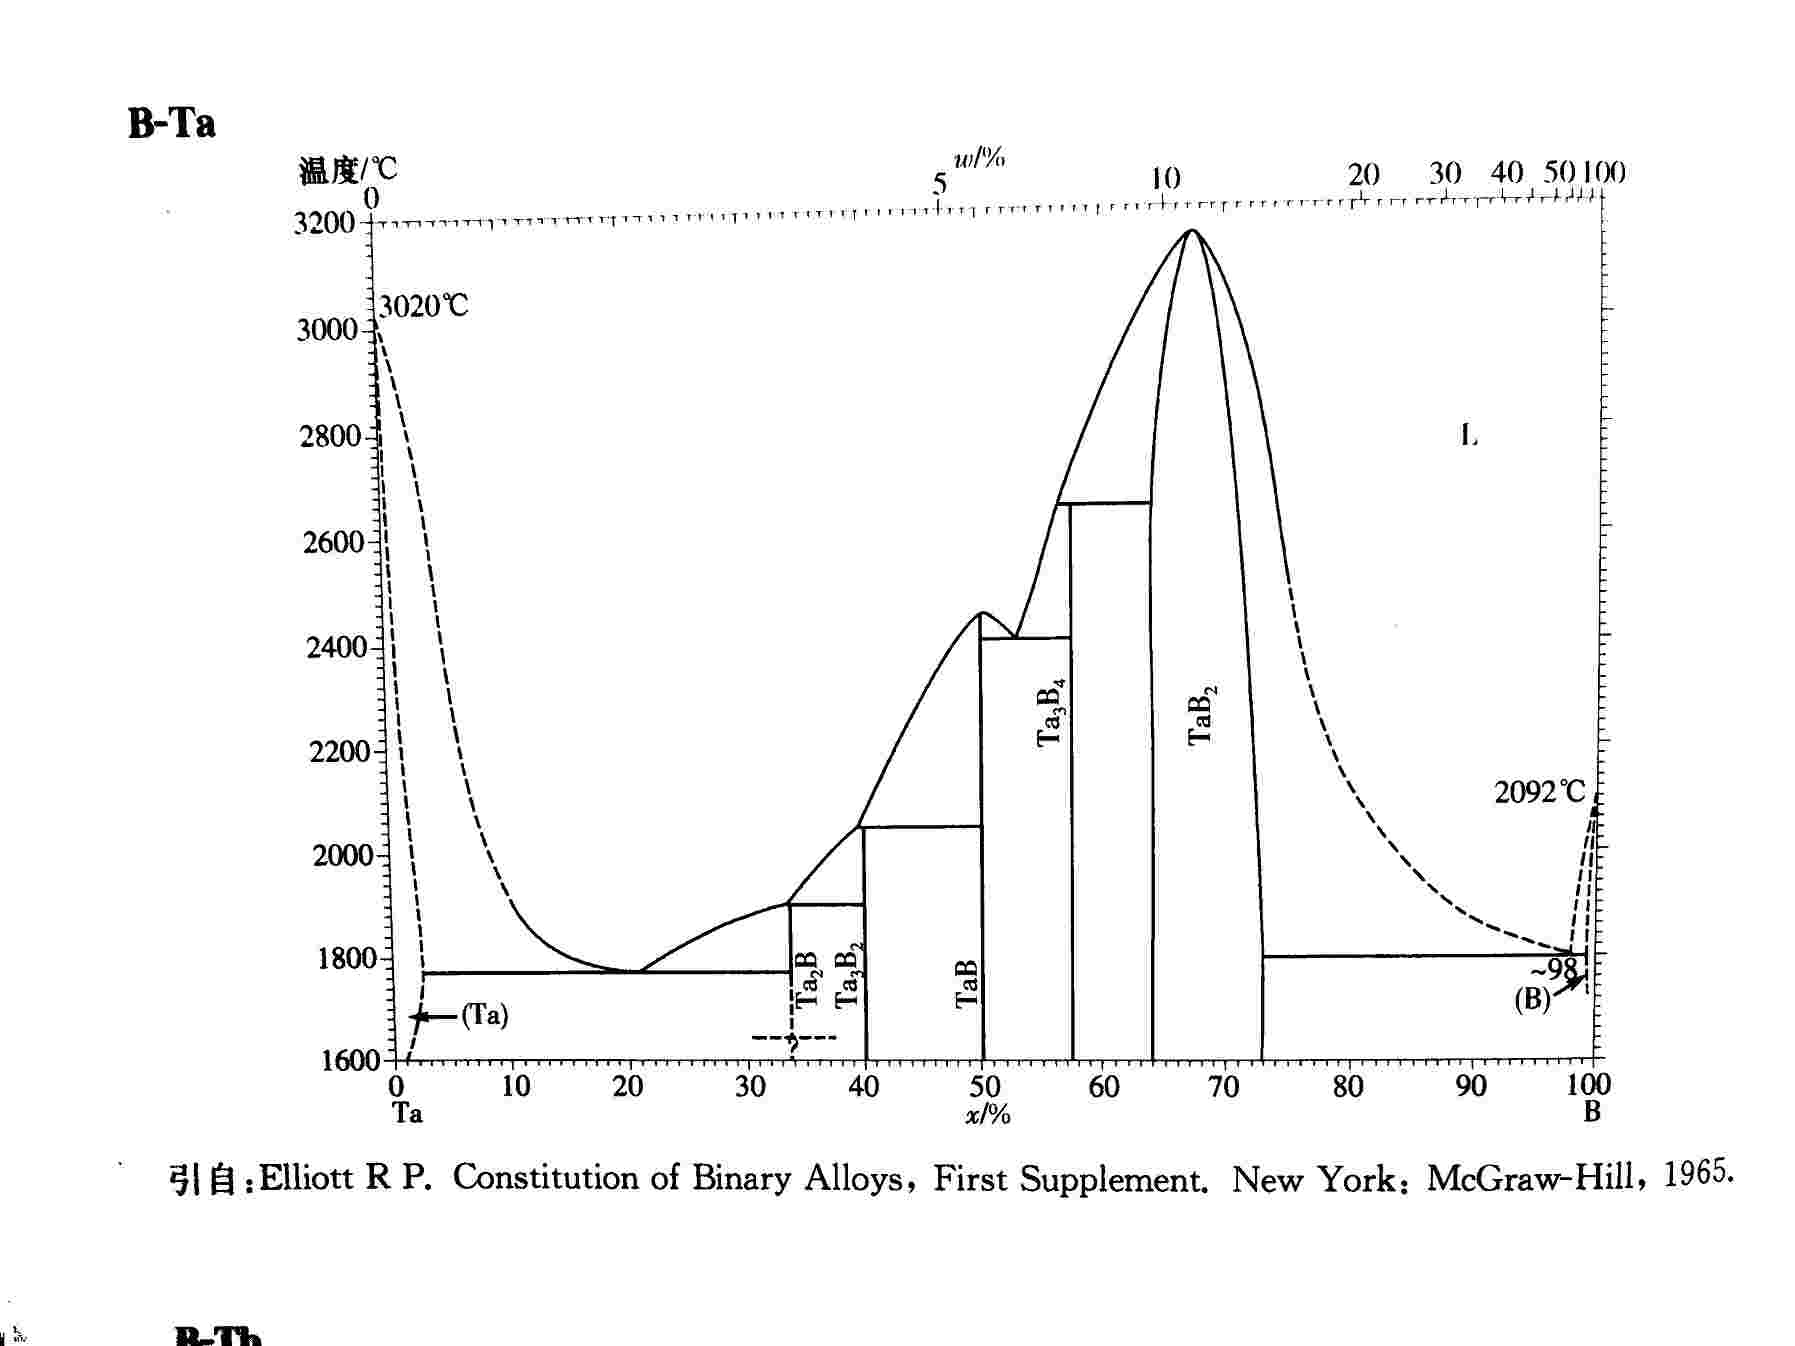 B-Ta
温度/℃
w/%
0 5 10 20 30 40 50 100
3200
3020℃
3000
2800
L
2600
2400
Ta₃B₄
TaB₂
2200
2092℃
2000
1800
Ta₂B
Ta₃B₂
TaB
~98
(B)
(Ta)
?
1600
0 10 20 30 40 50 60 70 80 90 100
Ta x/% B
引自:Elliott R P. Constitution of Binary Alloys, First Supplement. New York: McGraw-Hill, 1965.
B-Tb